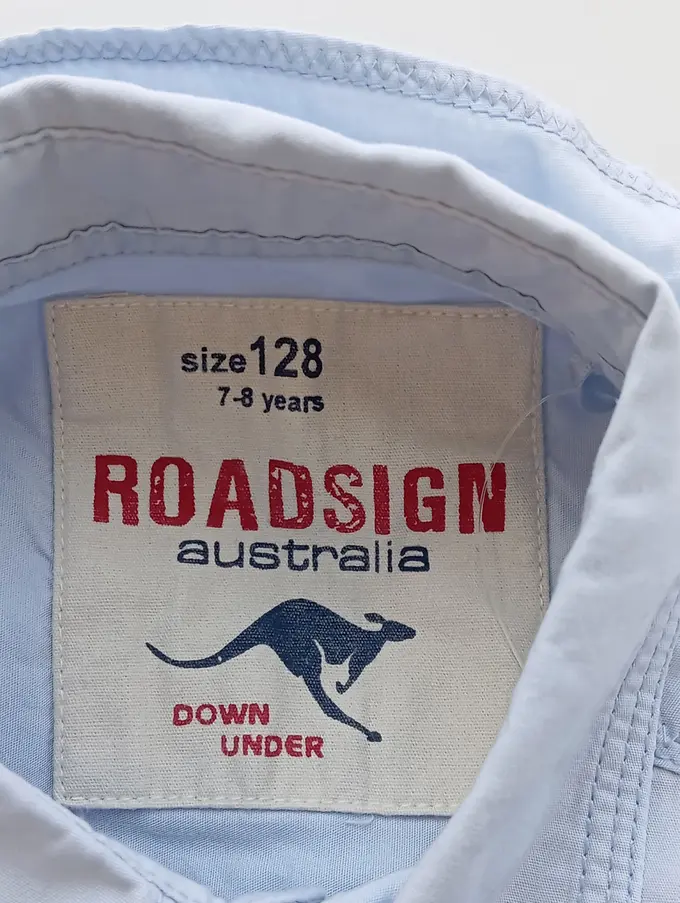 size 128
7-8 years
ROADSIGN
australia
DOWN
UNDER